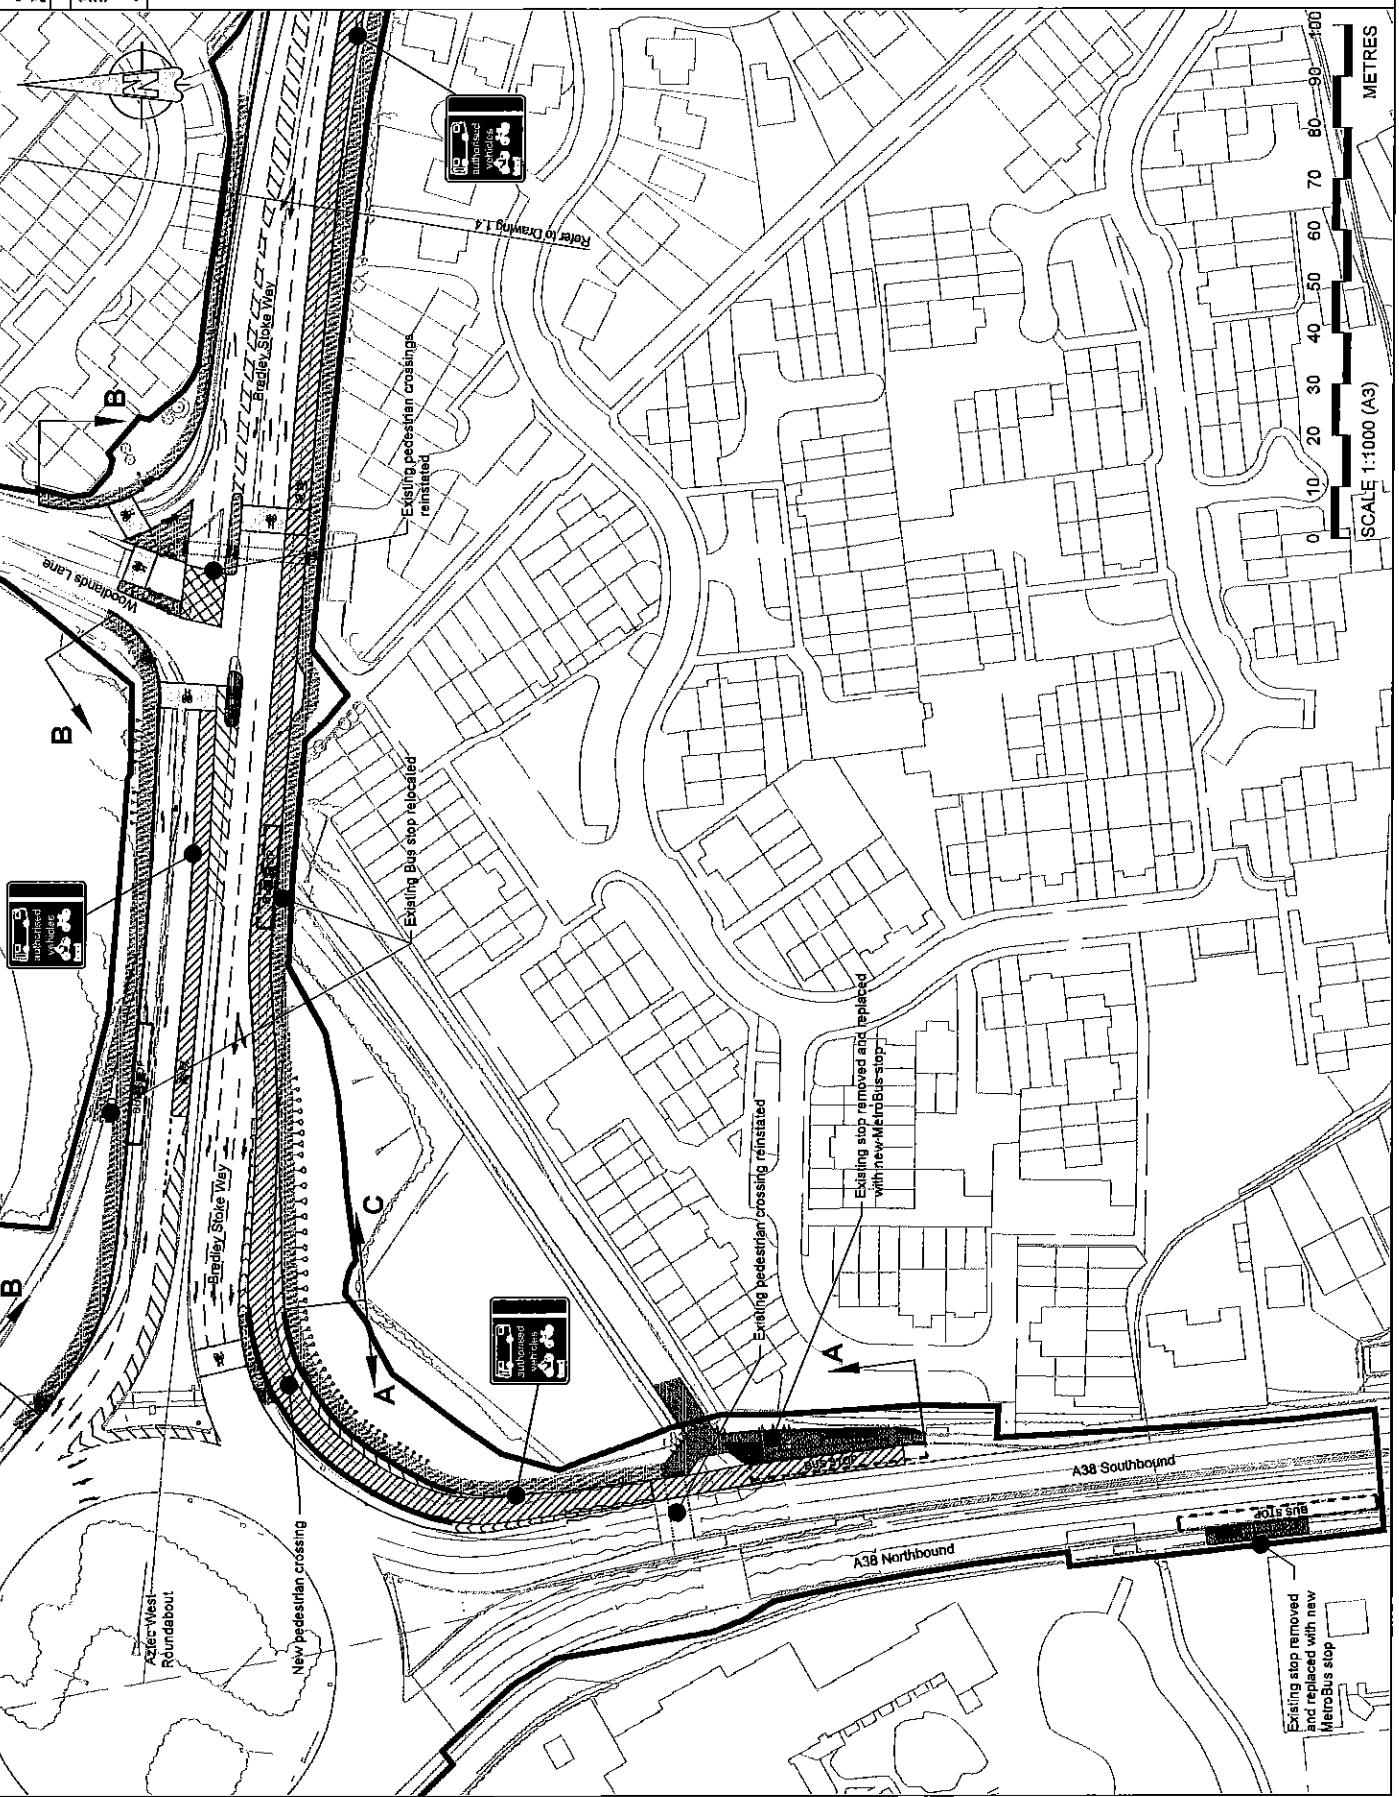 B
B
B
authorised
vehicles
authorised
vehicles
authorised
vehicles
N
Woodlands Lane
Bradley Stoke Way
Bradley Stoke Way
Refer to Drawing 1.4
Existing pedestrian crossings
reinstated
Existing Bus stop relocated
C
A
A
Existing pedestrian crossing reinstated
Existing stop removed and replaced
with new MetroBus stop
BUS STOP
A38 Southbound
A38 Northbound
BUS STOP
Aztec West
Roundabout
New pedestrian crossing
Existing stop removed
and replaced with new
MetroBus stop
0 10 20 30 40 50 60 70 80 90 100
SCALE 1:1000 (A3)
METRES